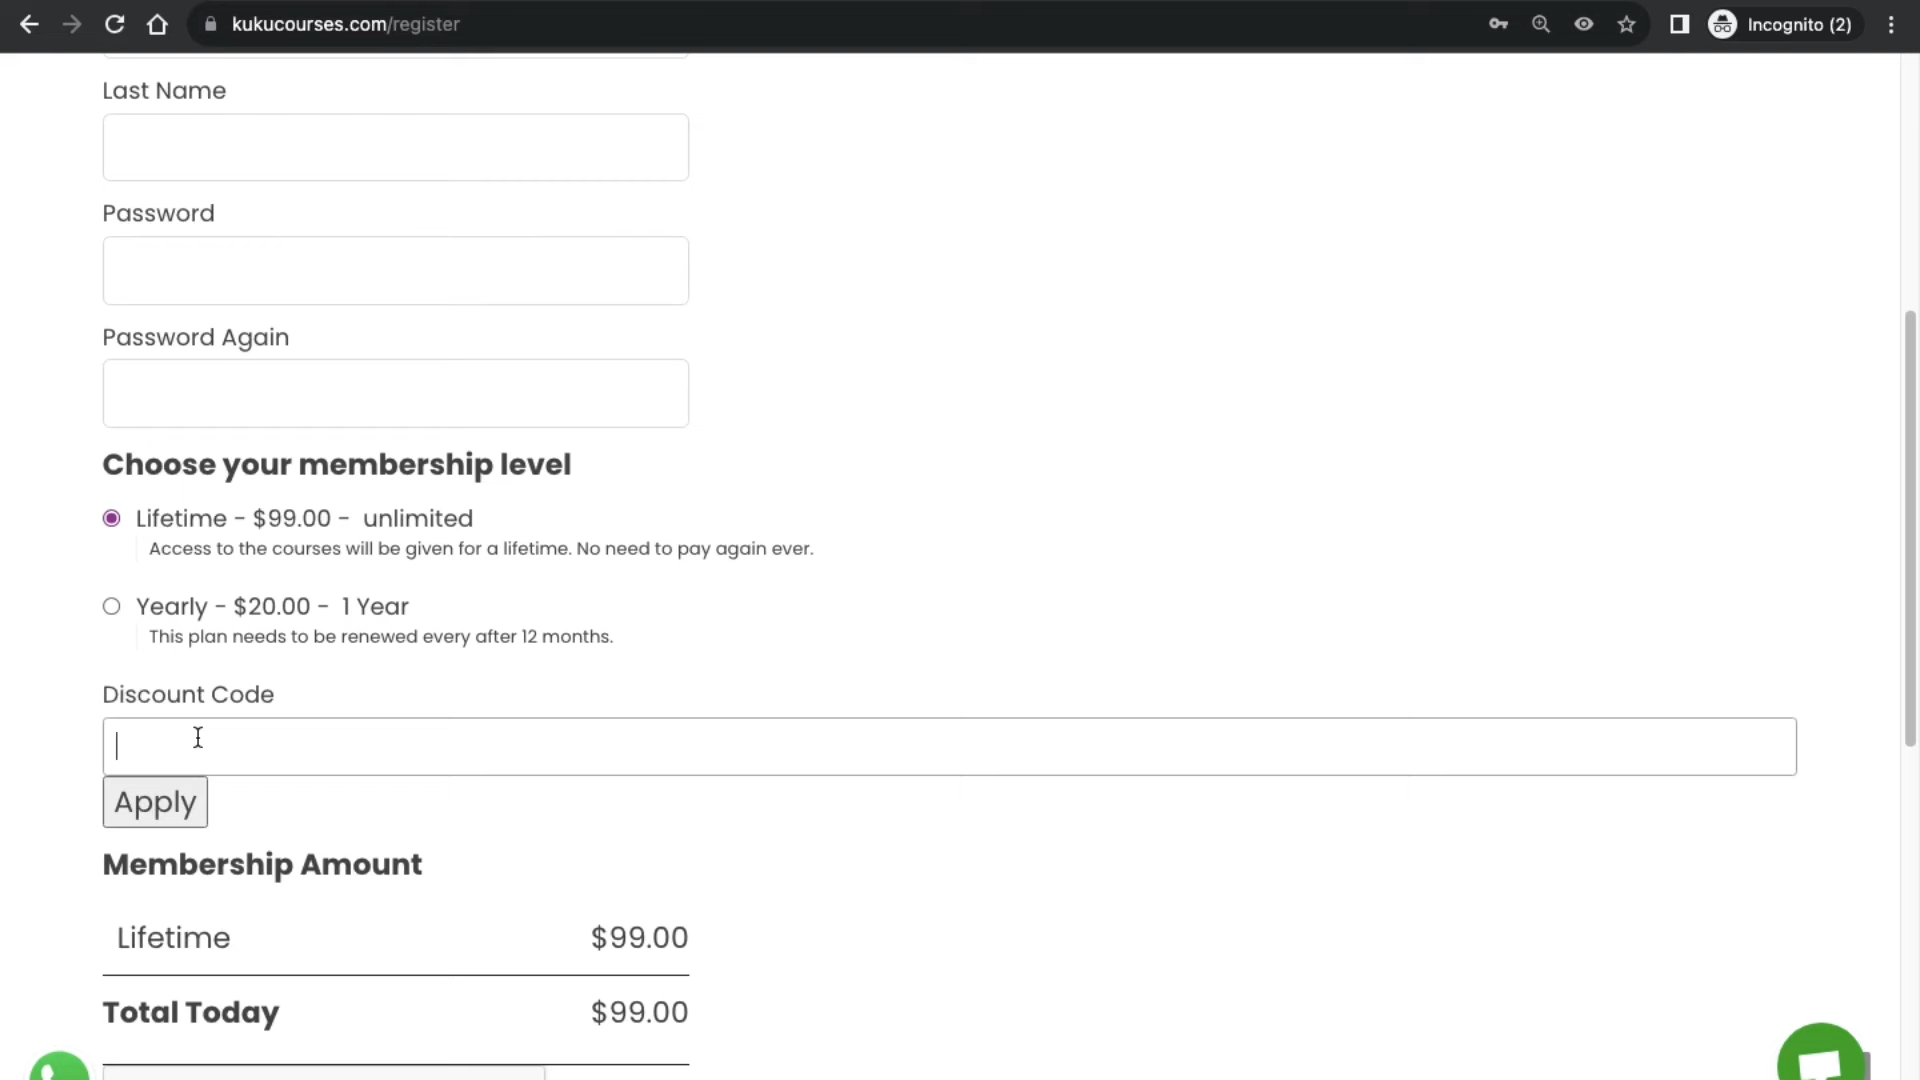 kukucourses.com/register
Incognito (2)
Last Name
Password
Password Again
Choose your membership level
Lifetime - $99.00 - unlimited
Access to the courses will be given for a lifetime. No need to pay again ever.
Yearly - $20.00 - 1 Year
This plan needs to be renewed every after 12 months.
Discount Code
Apply
Membership Amount
Lifetime $99.00
Total Today $99.00